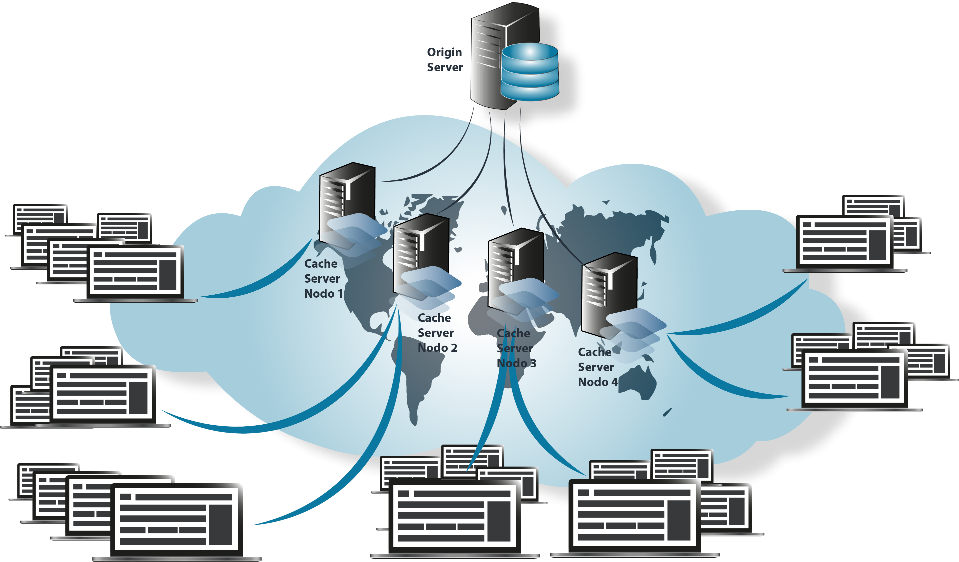 Origin
Server
Cache
Server
Nodo 1
Cache
Server
Nodo 2
Cache
Server
Nodo 3
Cache
Server
Nodo 4